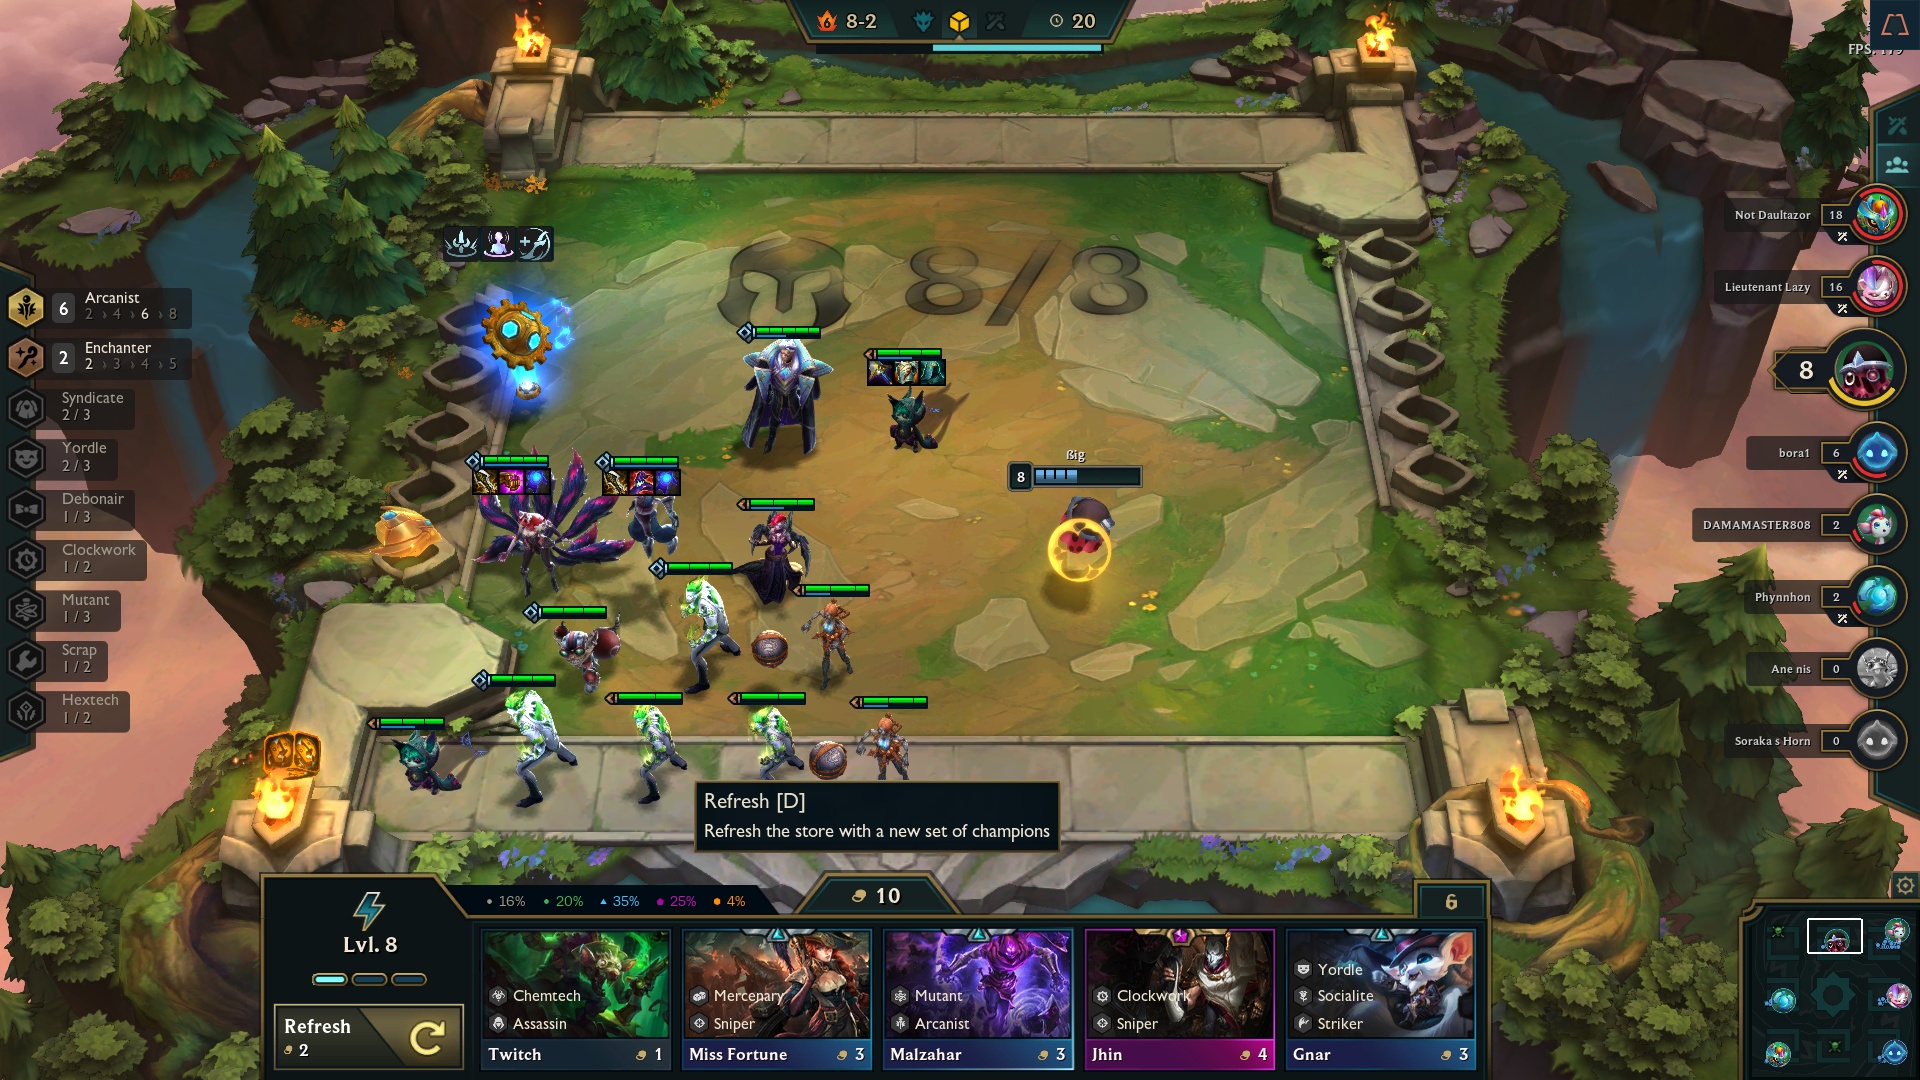 8-2
20
FPS: 119
8/8
Not Daultazor 18
Lieutenant Lazy 16
8
bora1 6
DAMAMASTER808 2
Phynnhon 2
Ane nis 0
Soraka s Horn 0
6 Arcanist
2 › 4 › 6 › 8
2 Enchanter
2 › 3 › 4 › 5
Syndicate
2 / 3
Yordle
2 / 3
Debonair
1 / 3
Clockwork
1 / 2
Mutant
1 / 3
Scrap
1 / 2
Hextech
1 / 2
ßig
8
Refresh [D]
Refresh the store with a new set of champions
16% 20% 35% 25% 4%
10
6
Lvl. 8
Refresh
2
Chemtech
Assassin
Twitch 1
Mercenary
Sniper
Miss Fortune 3
Mutant
Arcanist
Malzahar 3
Clockwork
Sniper
Jhin 4
Yordle
Socialite
Striker
Gnar 3